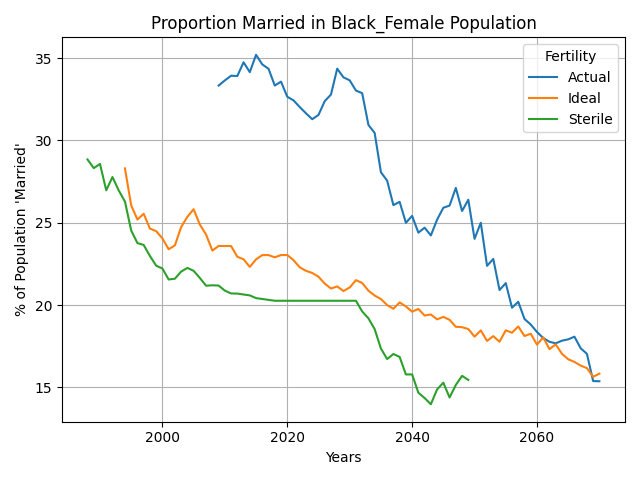 Proportion Married in Black_Female Population
% of Population 'Married'
35
30
25
20
15
Fertility
Actual
Ideal
Sterile
2000 2020 2040 2060
Years